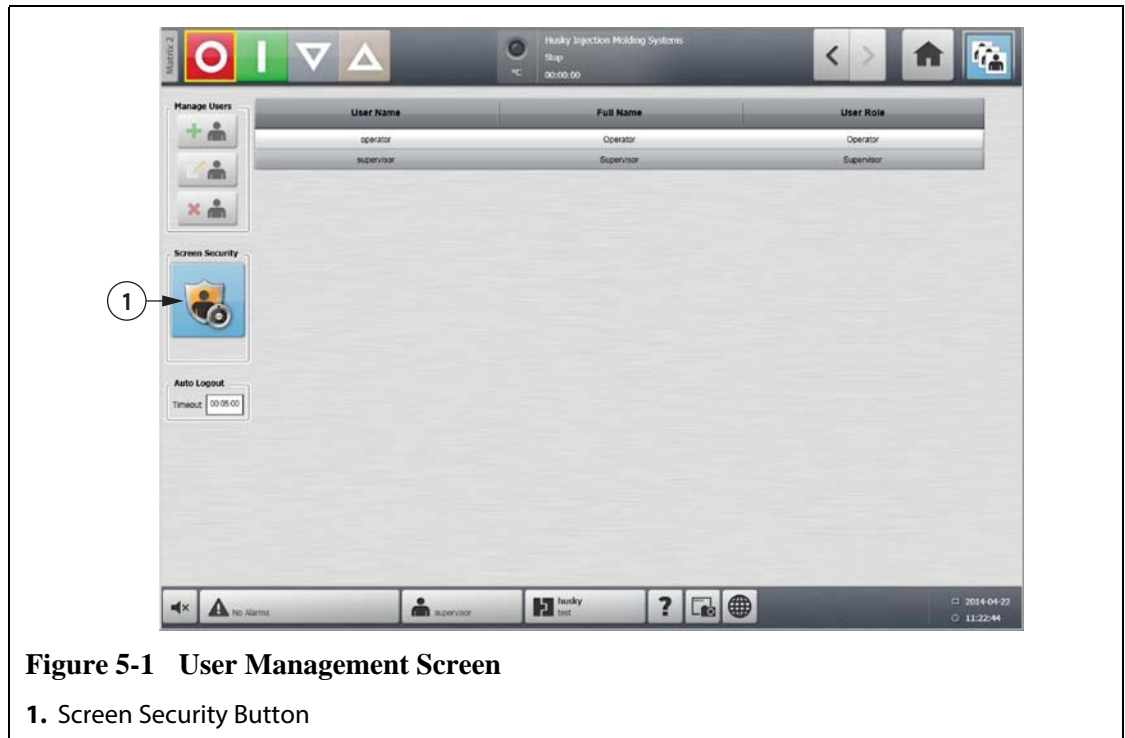 Matrix 2
Husky Injection Molding Systems
Stop
°C 00:00:00
Manage Users
User Name Full Name User Role
operator Operator Operator
supervisor Supervisor Supervisor
Screen Security
1
Auto Logout
Timeout 00:05:00
No Alarms
supervisor
husky
test
?
2014-04-22
11:22:44
Figure 5-1 User Management Screen
1. Screen Security Button